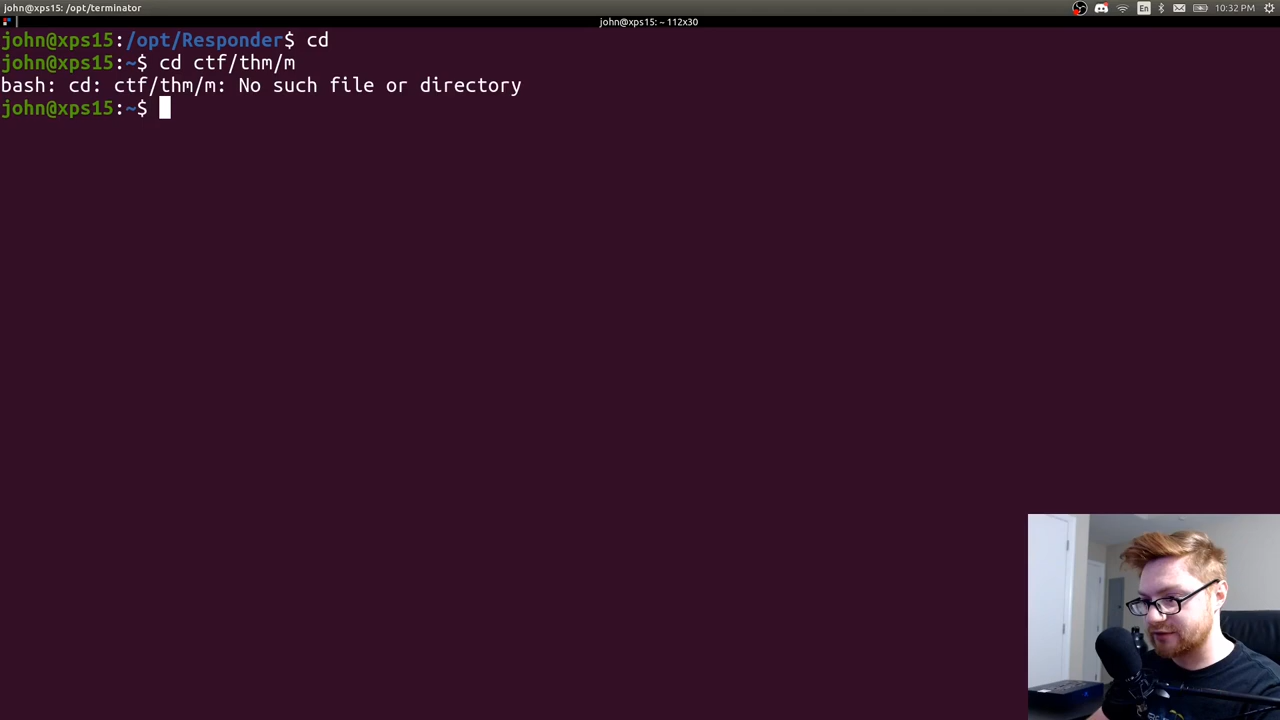 john@xps15: /opt/terminator
En
10:32 PM
john@xps15: ~ 112x30
john@xps15:/opt/Responder$ cd
john@xps15:~$ cd ctf/thm/m
bash: cd: ctf/thm/m: No such file or directory
john@xps15:~$